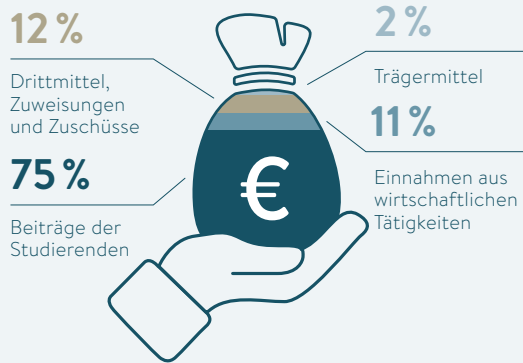 12 %
Drittmittel,
Zuweisungen
und Zuschüsse
75 %
Beiträge der
Studierenden
2 %
Trägermittel
11 %
Einnahmen aus
wirtschaftlichen
Tätigkeiten
€